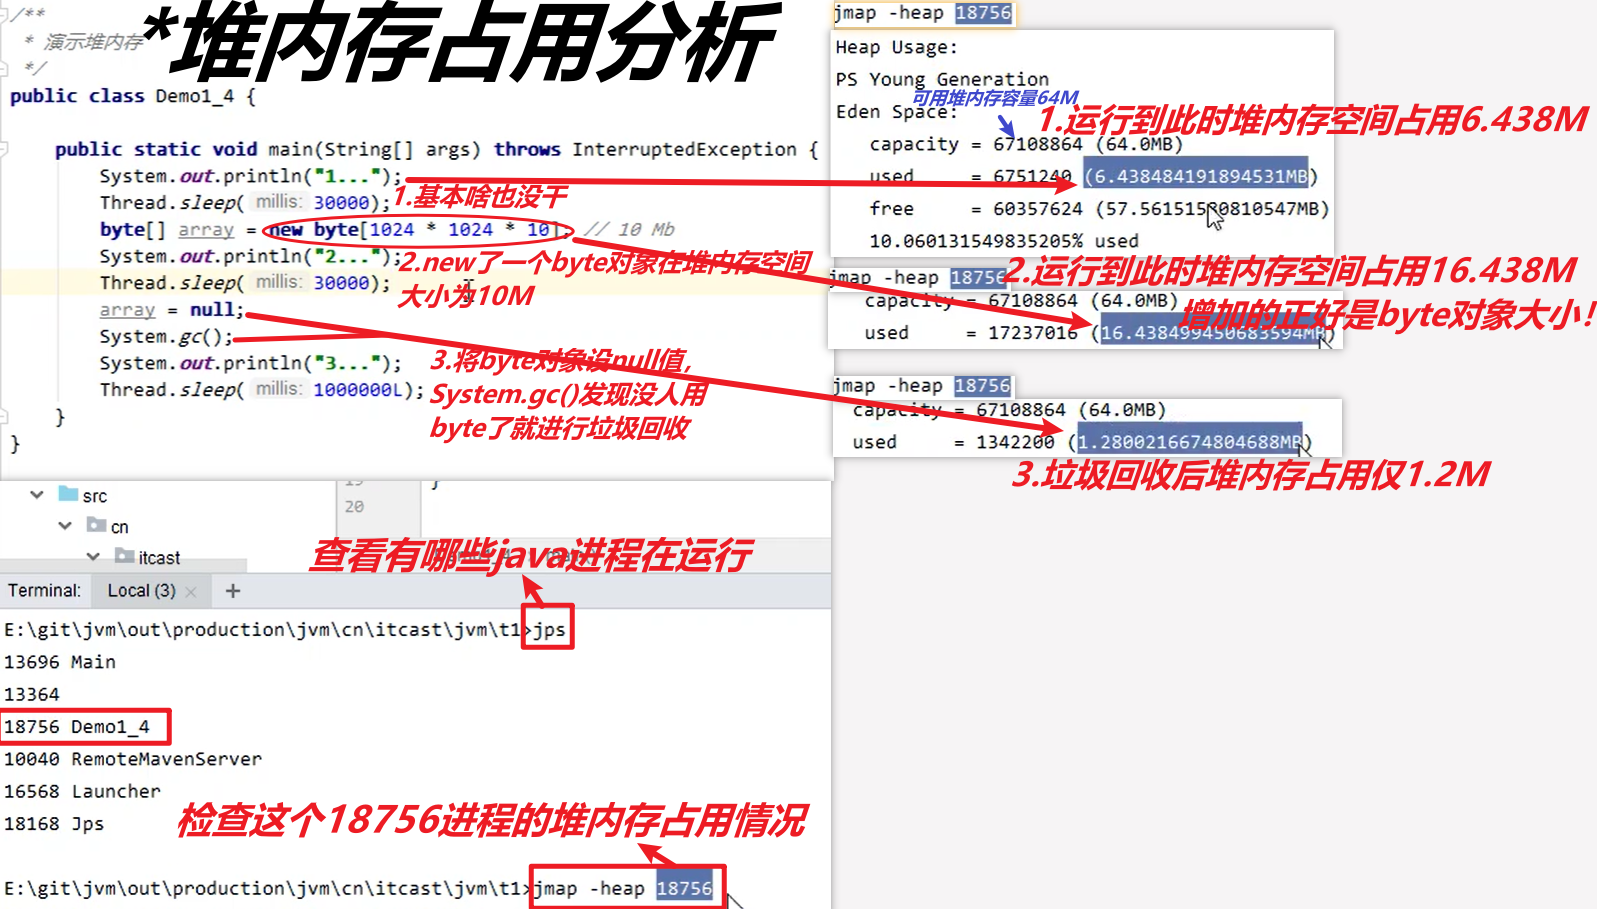 /**
* 演示堆内存
*/
*堆内存占用分析
public class Demo1_4 {
public static void main(String[] args) throws InterruptedException {
System.out.println("1...");
Thread.sleep( millis: 30000);
1.基本啥也没干
byte[] array = new byte[1024 * 1024 * 10]; // 10 Mb
System.out.println("2...");
2.new了一个byte对象在堆内存空间
Thread.sleep( millis: 30000);
大小为10M
array = null;
System.gc();
System.out.println("3...");
3.将byte对象设null值,
Thread.sleep( millis: 1000000L);
System.gc()发现没人用
byte了就进行垃圾回收
}
}
jmap -heap 18756
Heap Usage:
PS Young Generation
可用堆内存容量64M
Eden Space:
1.运行到此时堆内存空间占用6.438M
capacity = 67108864 (64.0MB)
used = 6751240 (6.438484191894531MB)
free = 60357624 (57.56151580810547MB)
10.060131549835205% used
jmap -heap 18756
2.运行到此时堆内存空间占用16.438M
capacity = 67108864 (64.0MB)
增加的正好是byte对象大小!
used = 17237016 (16.438499450683594MB)
jmap -heap 18756
capacity = 67108864 (64.0MB)
used = 1342200 (1.2800216674804688MB)
3.垃圾回收后堆内存占用仅1.2M
src
cn
itcast
19
}
20
查看有哪些java进程在运行
Terminal: Local (3) × +
E:\git\jvm\out\production\jvm\cn\itcast\jvm\t1>jps
13696 Main
13364
18756 Demo1_4
10040 RemoteMavenServer
16568 Launcher
18168 Jps
检查这个18756进程的堆内存占用情况
E:\git\jvm\out\production\jvm\cn\itcast\jvm\t1>jmap -heap 18756